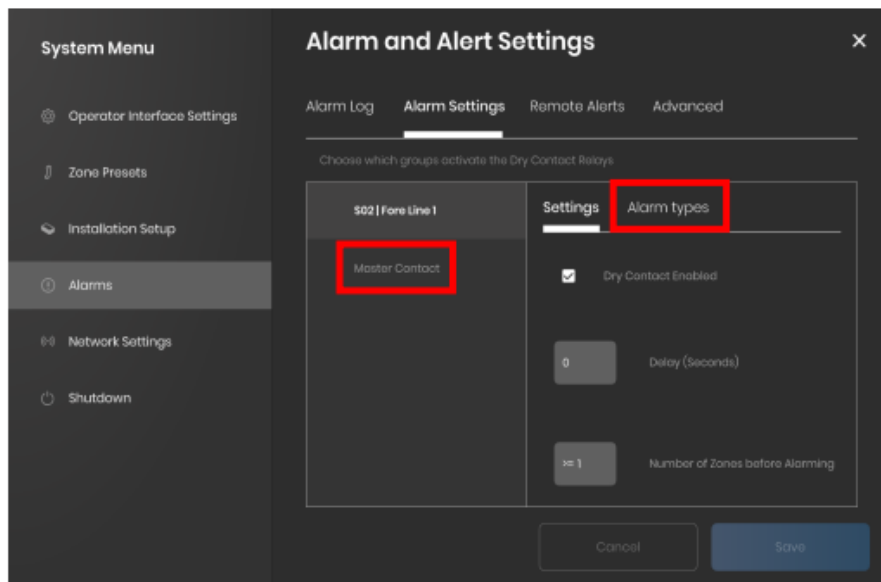 System Menu
Operator Interface Settings
Zone Presets
Installation Setup
Alarms
Network Settings
Shutdown
Alarm and Alert Settings
Alarm Log Alarm Settings Remote Alerts Advanced
Choose which groups activate the Dry Contact Relays
S02 | Fore Line 1
Master Contact
Settings Alarm types
Dry Contact Enabled
0 Delay (Seconds)
>= 1 Number of Zones before Alarming
Cancel Save